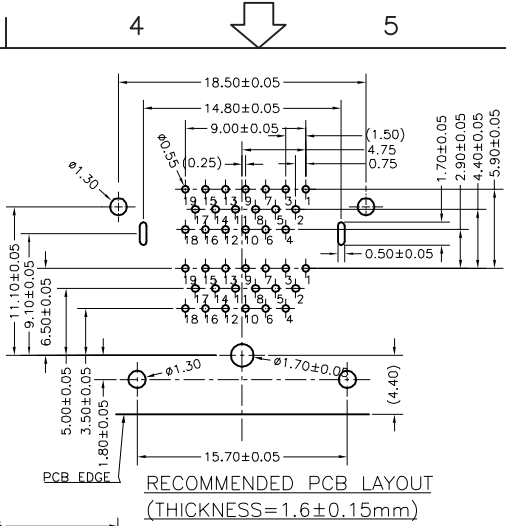 4 5
18.50±0.05
14.80±0.05
9.00±0.05
(1.50)
4.75
(0.25)
0.75
ø0.55
ø1.30
1.70±0.05
2.90±0.05
4.40±0.05
5.90±0.05
19 15 13 9 7 3 1
17 14 11 8 5 2
18 16 12 10 6 4
0.50±0.05
19 15 13 9 7 3 1
17 14 11 8 5 2
18 16 12 10 6 4
11.10±0.05
9.10±0.05
6.50±0.05
5.00±0.05
3.50±0.05
1.80±0.05
ø1.30
ø1.70±0.05
(4.40)
15.70±0.05
PCB EDGE
RECOMMENDED PCB LAYOUT
(THICKNESS=1.6±0.15mm)